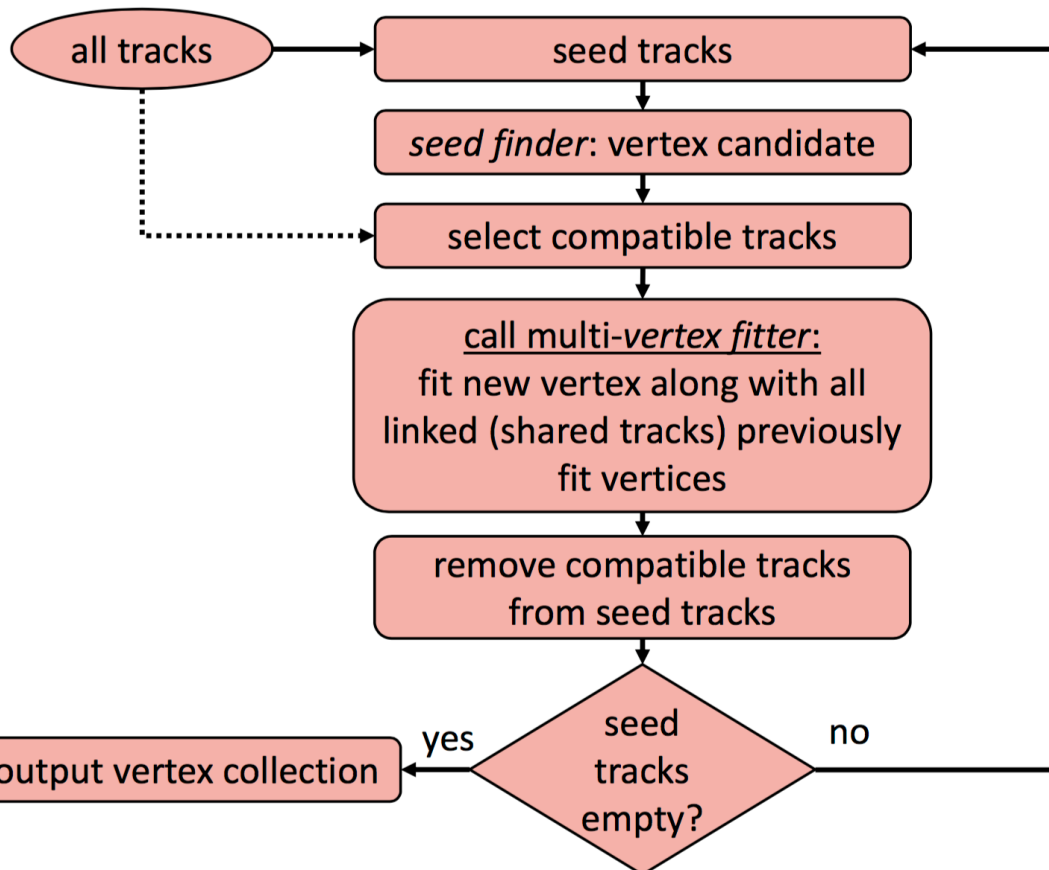 all tracks
seed tracks
seed finder: vertex candidate
select compatible tracks
call multi-vertex fitter:
fit new vertex along with all
linked (shared tracks) previously
fit vertices
remove compatible tracks
from seed tracks
seed
tracks
empty?
yes
no
output vertex collection